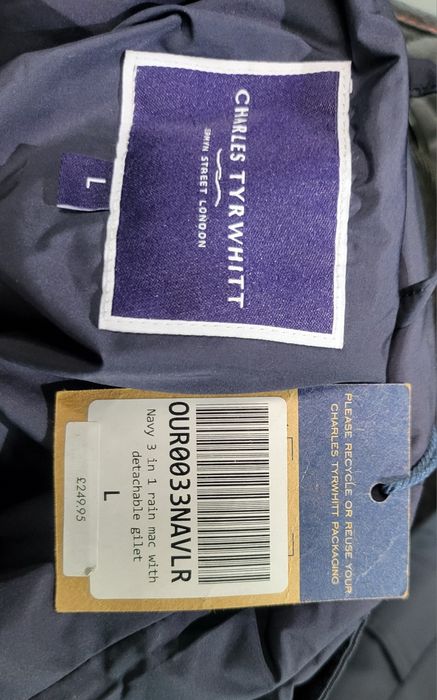 CHARLES TYRWHITT
JERMYN STREET LONDON
L
PLEASE RECYCLE OR REUSE YOUR
CHARLES TYRWHITT PACKAGING
OUR0033NAVLR
Navy 3 in 1 rain mac with
detachable gilet
L
£249.95